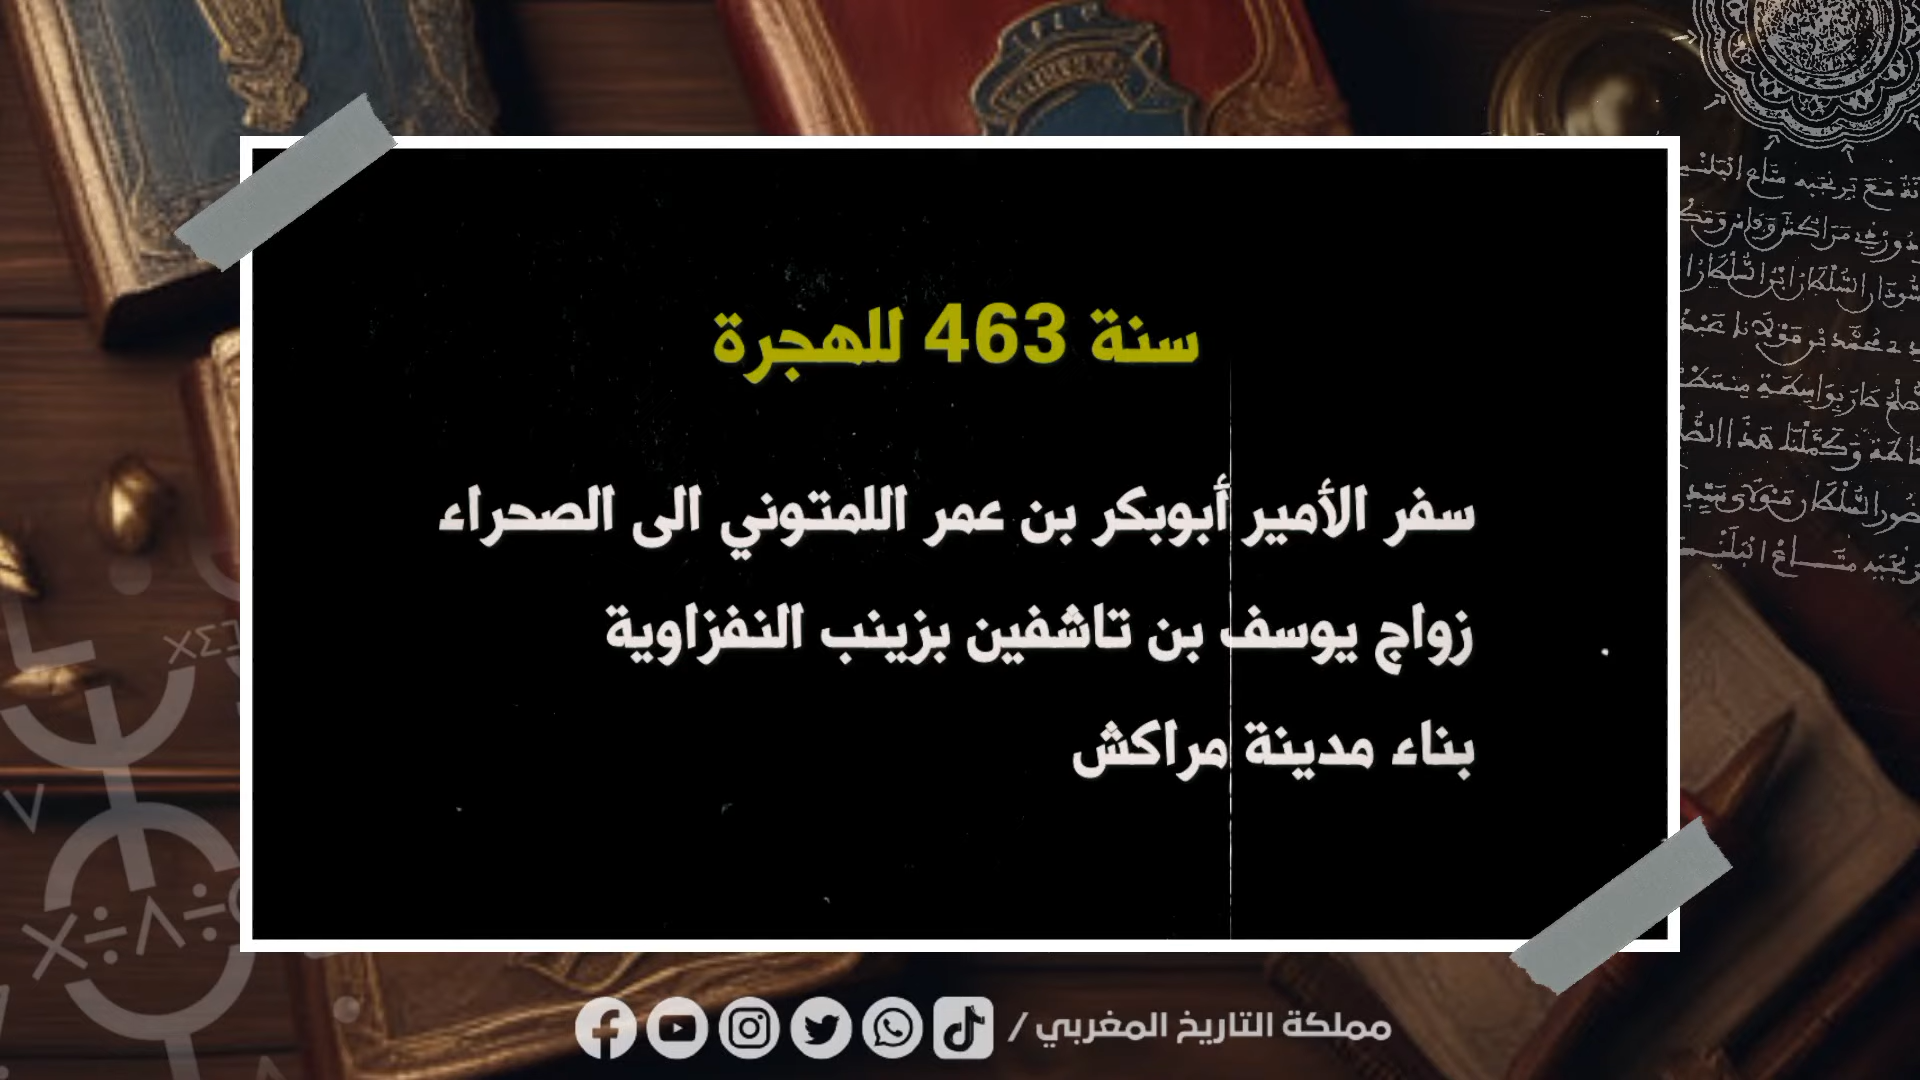 سنة 463 للهجرة
سفر الأمير أبوبكر بن عمر اللمتوني الى الصحراء
زواج يوسف بن تاشفين بزينب النفزاوية
بناء مدينة مراكش
مملكة التاريخ المغربي /